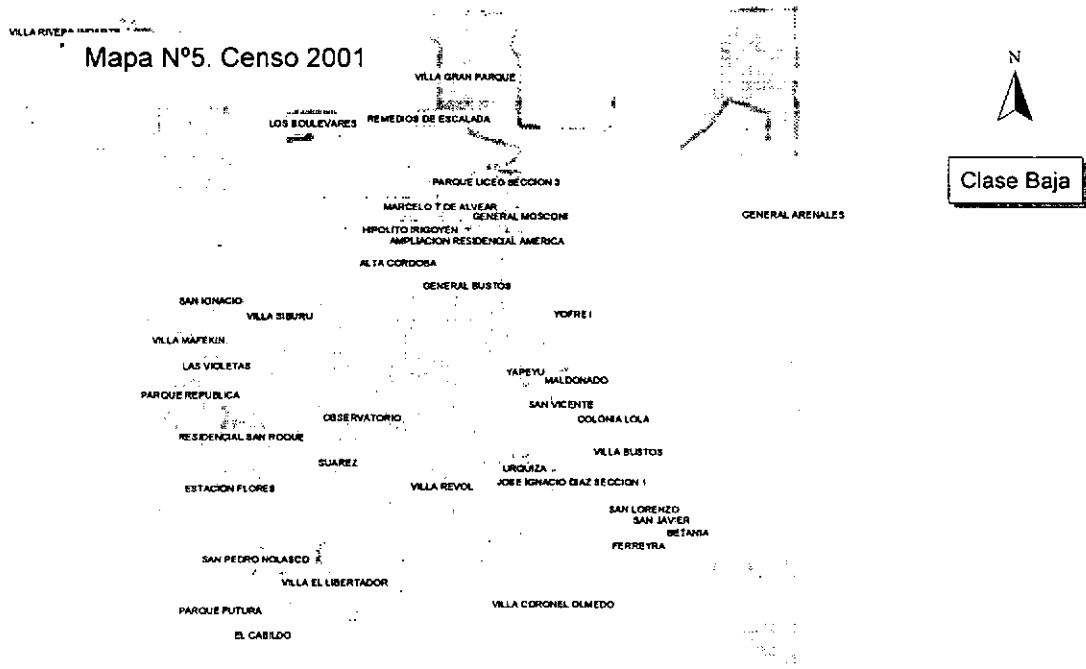 VILLA RIVERA INDARTE
Mapa Nº5. Censo 2001
N
VILLA GRAN PARQUE
LOS BOULEVARES
REMEDIOS DE ESCALADA
Clase Baja
PARQUE LICEO SECCION 3
MARCELO T DE ALVEAR
GENERAL MOSCONI
GENERAL ARENALES
HIPOLITO IRIGOYEN
AMPLIACION RESIDENCIAL AMERICA
ALTA CORDOBA
GENERAL BUSTOS
SAN IGNACIO
VILLA SIBURU
YOFRE I
VILLA MAFEKIN
LAS VIOLETAS
YAPEYU
MALDONADO
PARQUE REPUBLICA
SAN VICENTE
OBSERVATORIO
COLONIA LOLA
RESIDENCIAL SAN ROQUE
VILLA BUSTOS
SUAREZ
URQUIZA
ESTACION FLORES
VILLA REVOL
JOSE IGNACIO DIAZ SECCION 1
SAN LORENZO
SAN JAVIER
BETANIA
FERREYRA
SAN PEDRO NOLASCO
VILLA EL LIBERTADOR
PARQUE FUTURA
VILLA CORONEL OLMEDO
EL CABILDO